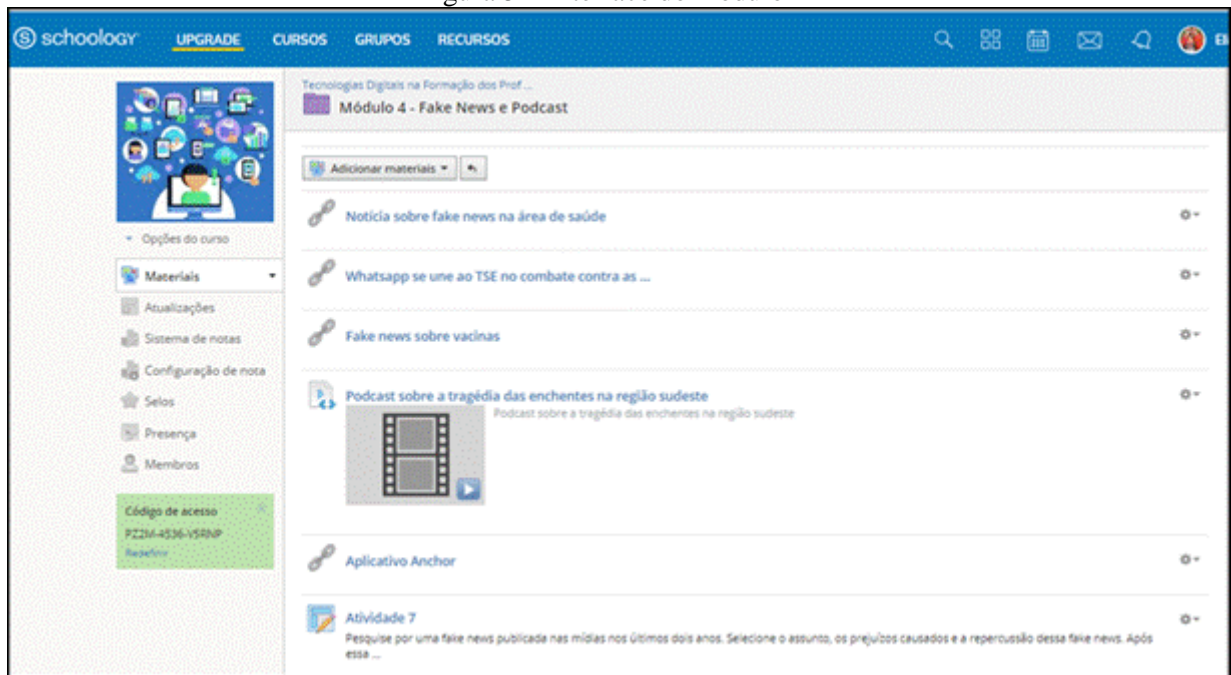 schoology UPGRADE CURSOS GRUPOS RECURSOS
Tecnologias Digitais na Formação dos Prof ...
Módulo 4 - Fake News e Podcast
Adicionar materiais
Opções do curso
Materiais
Atualizações
Sistema de notas
Configuração de nota
Selos
Presença
Membros
Código de acesso
Redefinir
Notícia sobre fake news na área de saúde
Whatsapp se une ao TSE no combate contra as ...
Fake news sobre vacinas
Podcast sobre a tragédia das enchentes na região sudeste
Podcast sobre a tragédia das enchentes na região sudeste
Aplicativo Anchor
Atividade 7
Pesquise por uma fake news publicada nas mídias nos últimos dois anos. Selecione o assunto, os prejuízos causados e a repercussão dessa fake news. Após
essa ...